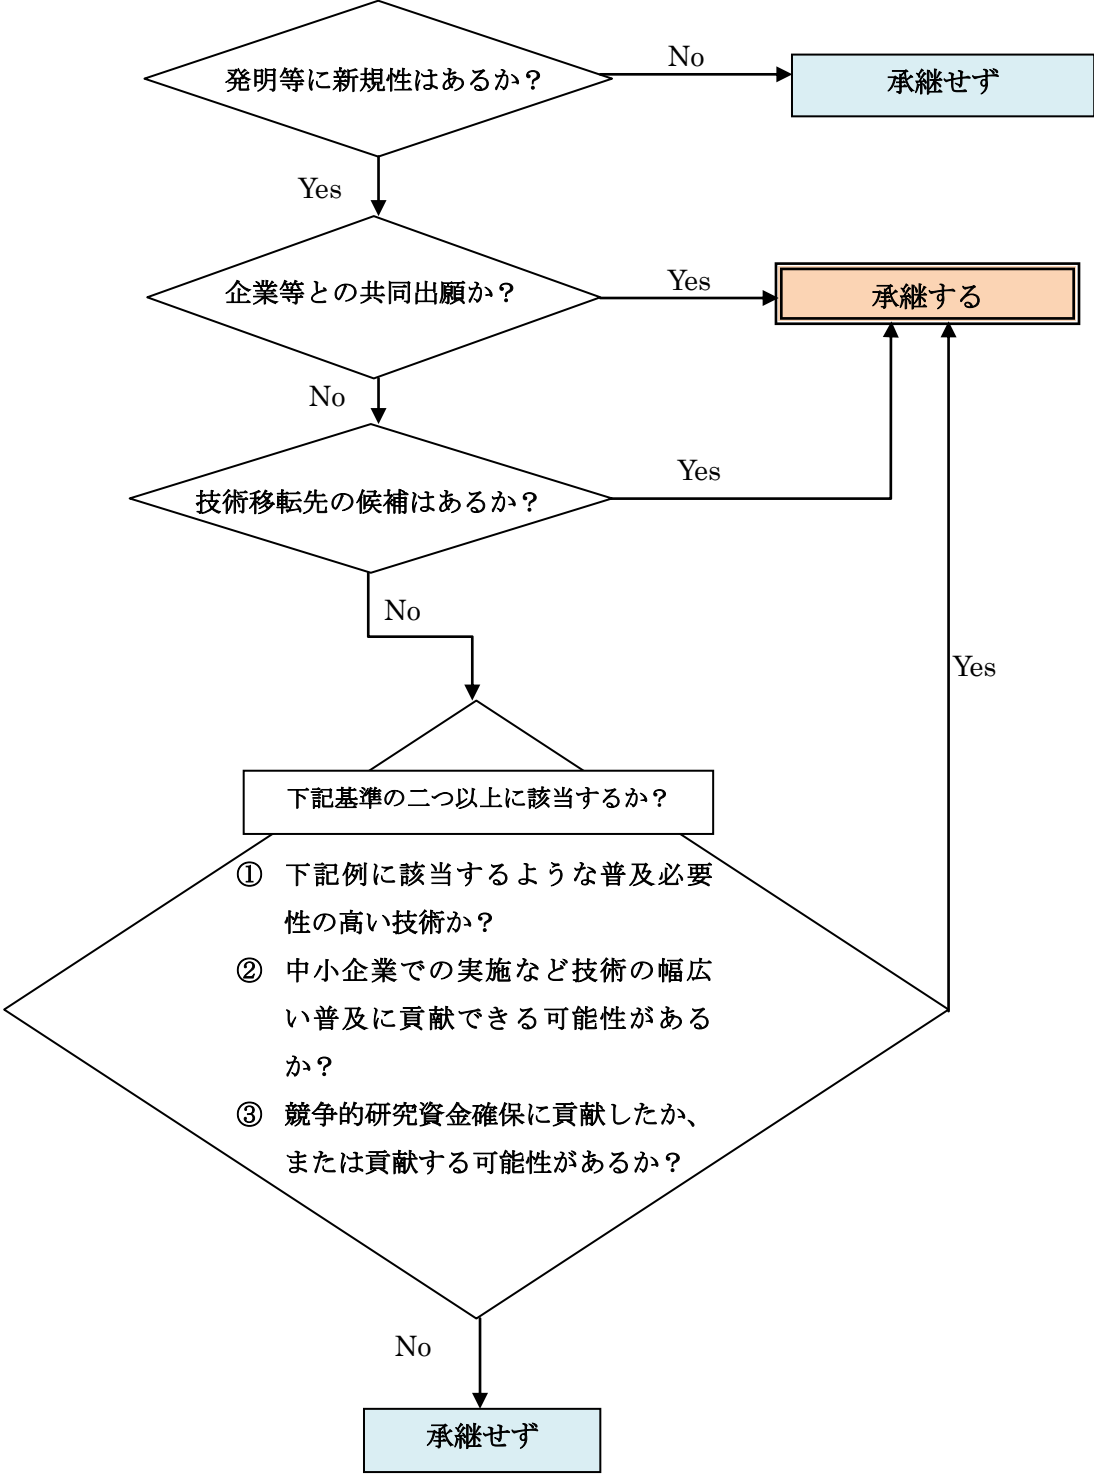 発明等に新規性はあるか？
No
承継せず
Yes
企業等との共同出願か？
Yes
承継する
No
技術移転先の候補はあるか？
Yes
No
Yes
下記基準の二つ以上に該当するか？
① 下記例に該当するような普及必要
性の高い技術か？
② 中小企業での実施など技術の幅広
い普及に貢献できる可能性がある
か？
③ 競争的研究資金確保に貢献したか、
または貢献する可能性があるか？
No
承継せず